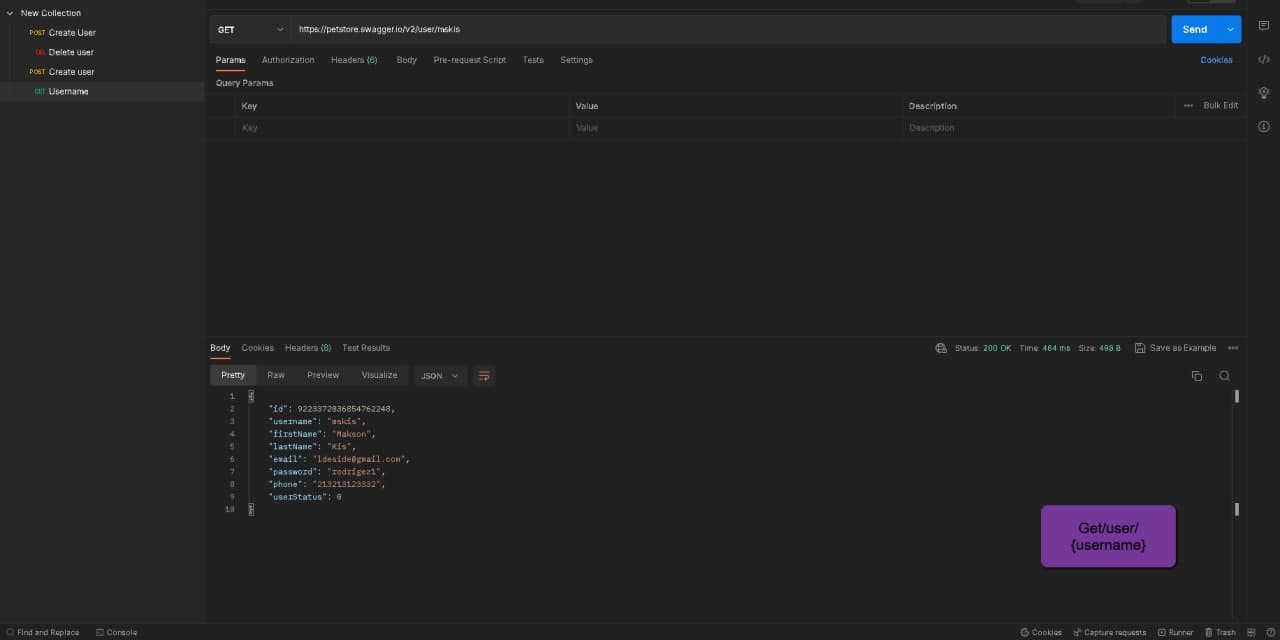 New Collection
POST Create User
DEL Delete user
POST Create user
GET Username
GET
https://petstore.swagger.io/v2/user/mskis
Send
Params Authorization Headers (6) Body Pre-request Script Tests Settings
Cookies
Query Params
Key Value Description
Bulk Edit
Key Value Description
Body Cookies Headers (8) Test Results
Status: 200 OK Time: 464 ms Size: 493 B
Save as Example
Pretty Raw Preview Visualize JSON
1 {
2 "id": 9223372036854762248,
3 "username": "mskis",
4 "firstName": "Makson",
5 "lastName": "Kis",
6 "email": "ldeside@gmail.com",
7 "password": "rodrigez1",
8 "phone": "213213123332",
9 "userStatus": 0
10 }
Get/user/
{username}
Find and Replace Console
Cookies Capture requests Runner Trash